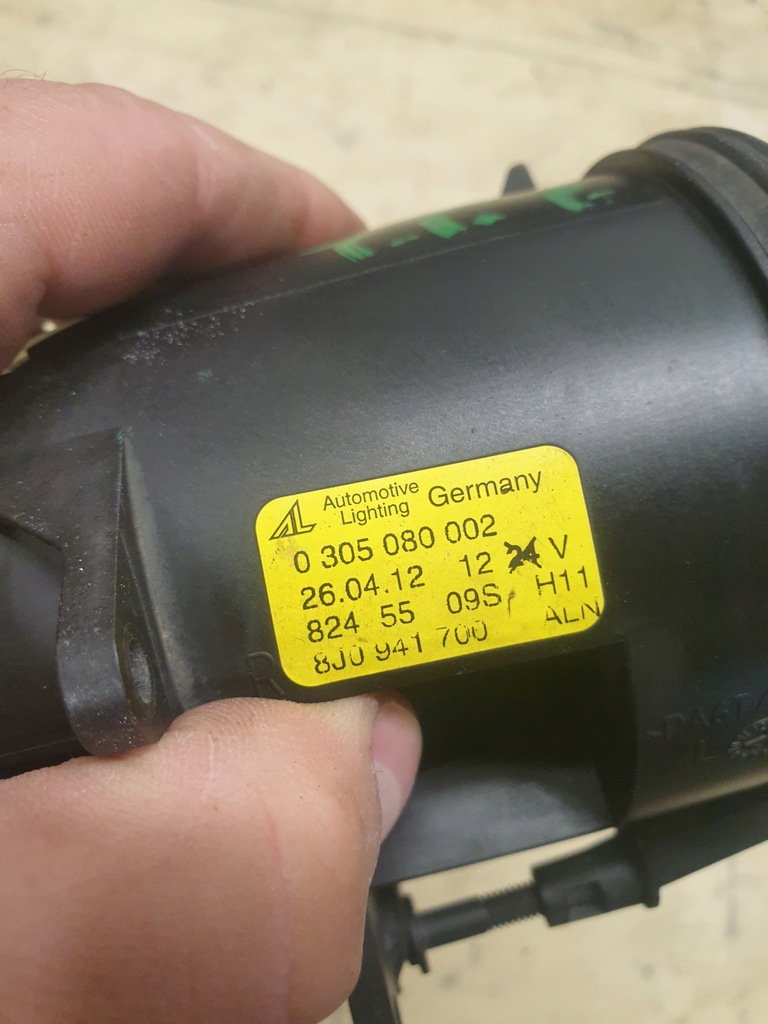 AL Automotive Lighting Germany
0 305 080 002
26.04.12 12 24 V
824 55 09S H11
8J0 941 700 ALN
R